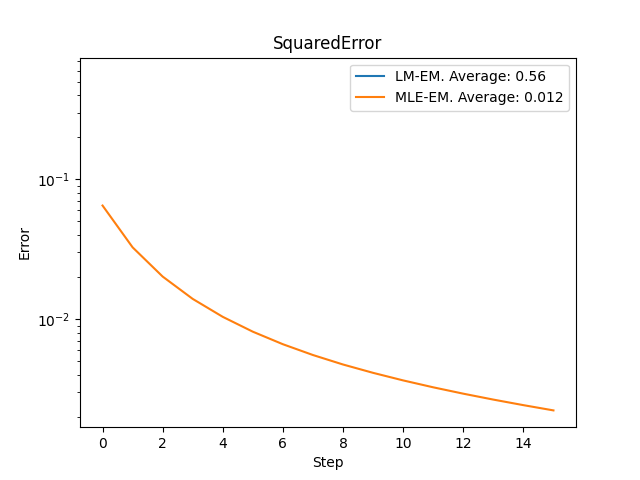 SquaredError
LM-EM. Average: 0.56
MLE-EM. Average: 0.012
Error
10⁻¹
10⁻²
0 2 4 6 8 10 12 14
Step